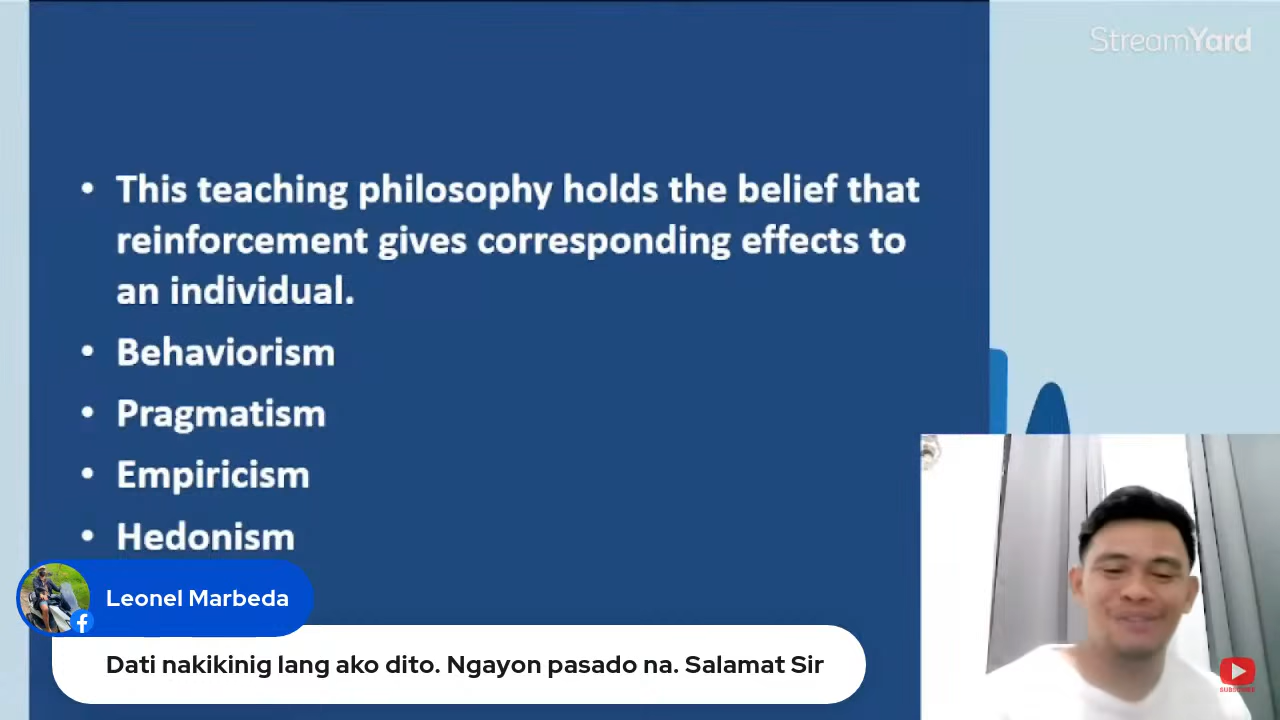 StreamYard
• This teaching philosophy holds the belief that
reinforcement gives corresponding effects to
an individual.
• Behaviorism
• Pragmatism
• Empiricism
• Hedonism
Leonel Marbeda
Dati nakikinig lang ako dito. Ngayon pasado na. Salamat Sir
SUBSCRIBE